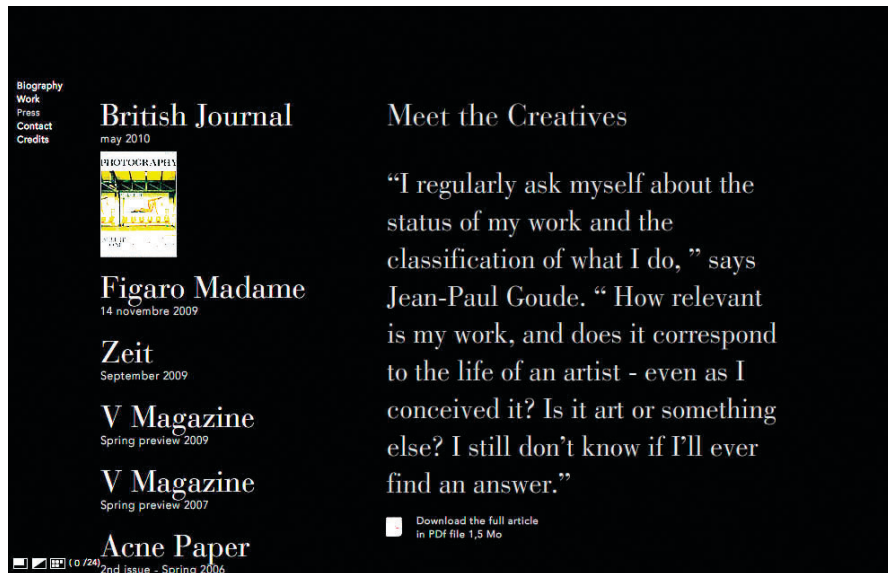 Biography
Work
Press
Contact
Credits
British Journal
may 2010
PHOTOGRAPHY
Figaro Madame
14 novembre 2009
Zeit
September 2009
V Magazine
Spring preview 2009
V Magazine
Spring preview 2007
Acne Paper
2nd issue - Spring 2006
Meet the Creatives
“I regularly ask myself about the
status of my work and the
classification of what I do, ” says
Jean-Paul Goude. “ How relevant
is my work, and does it correspond
to the life of an artist - even as I
conceived it? Is it art or something
else? I still don’t know if I’ll ever
find an answer.”
Download the full article
in PDf file 1,5 Mo
( 0 /24)